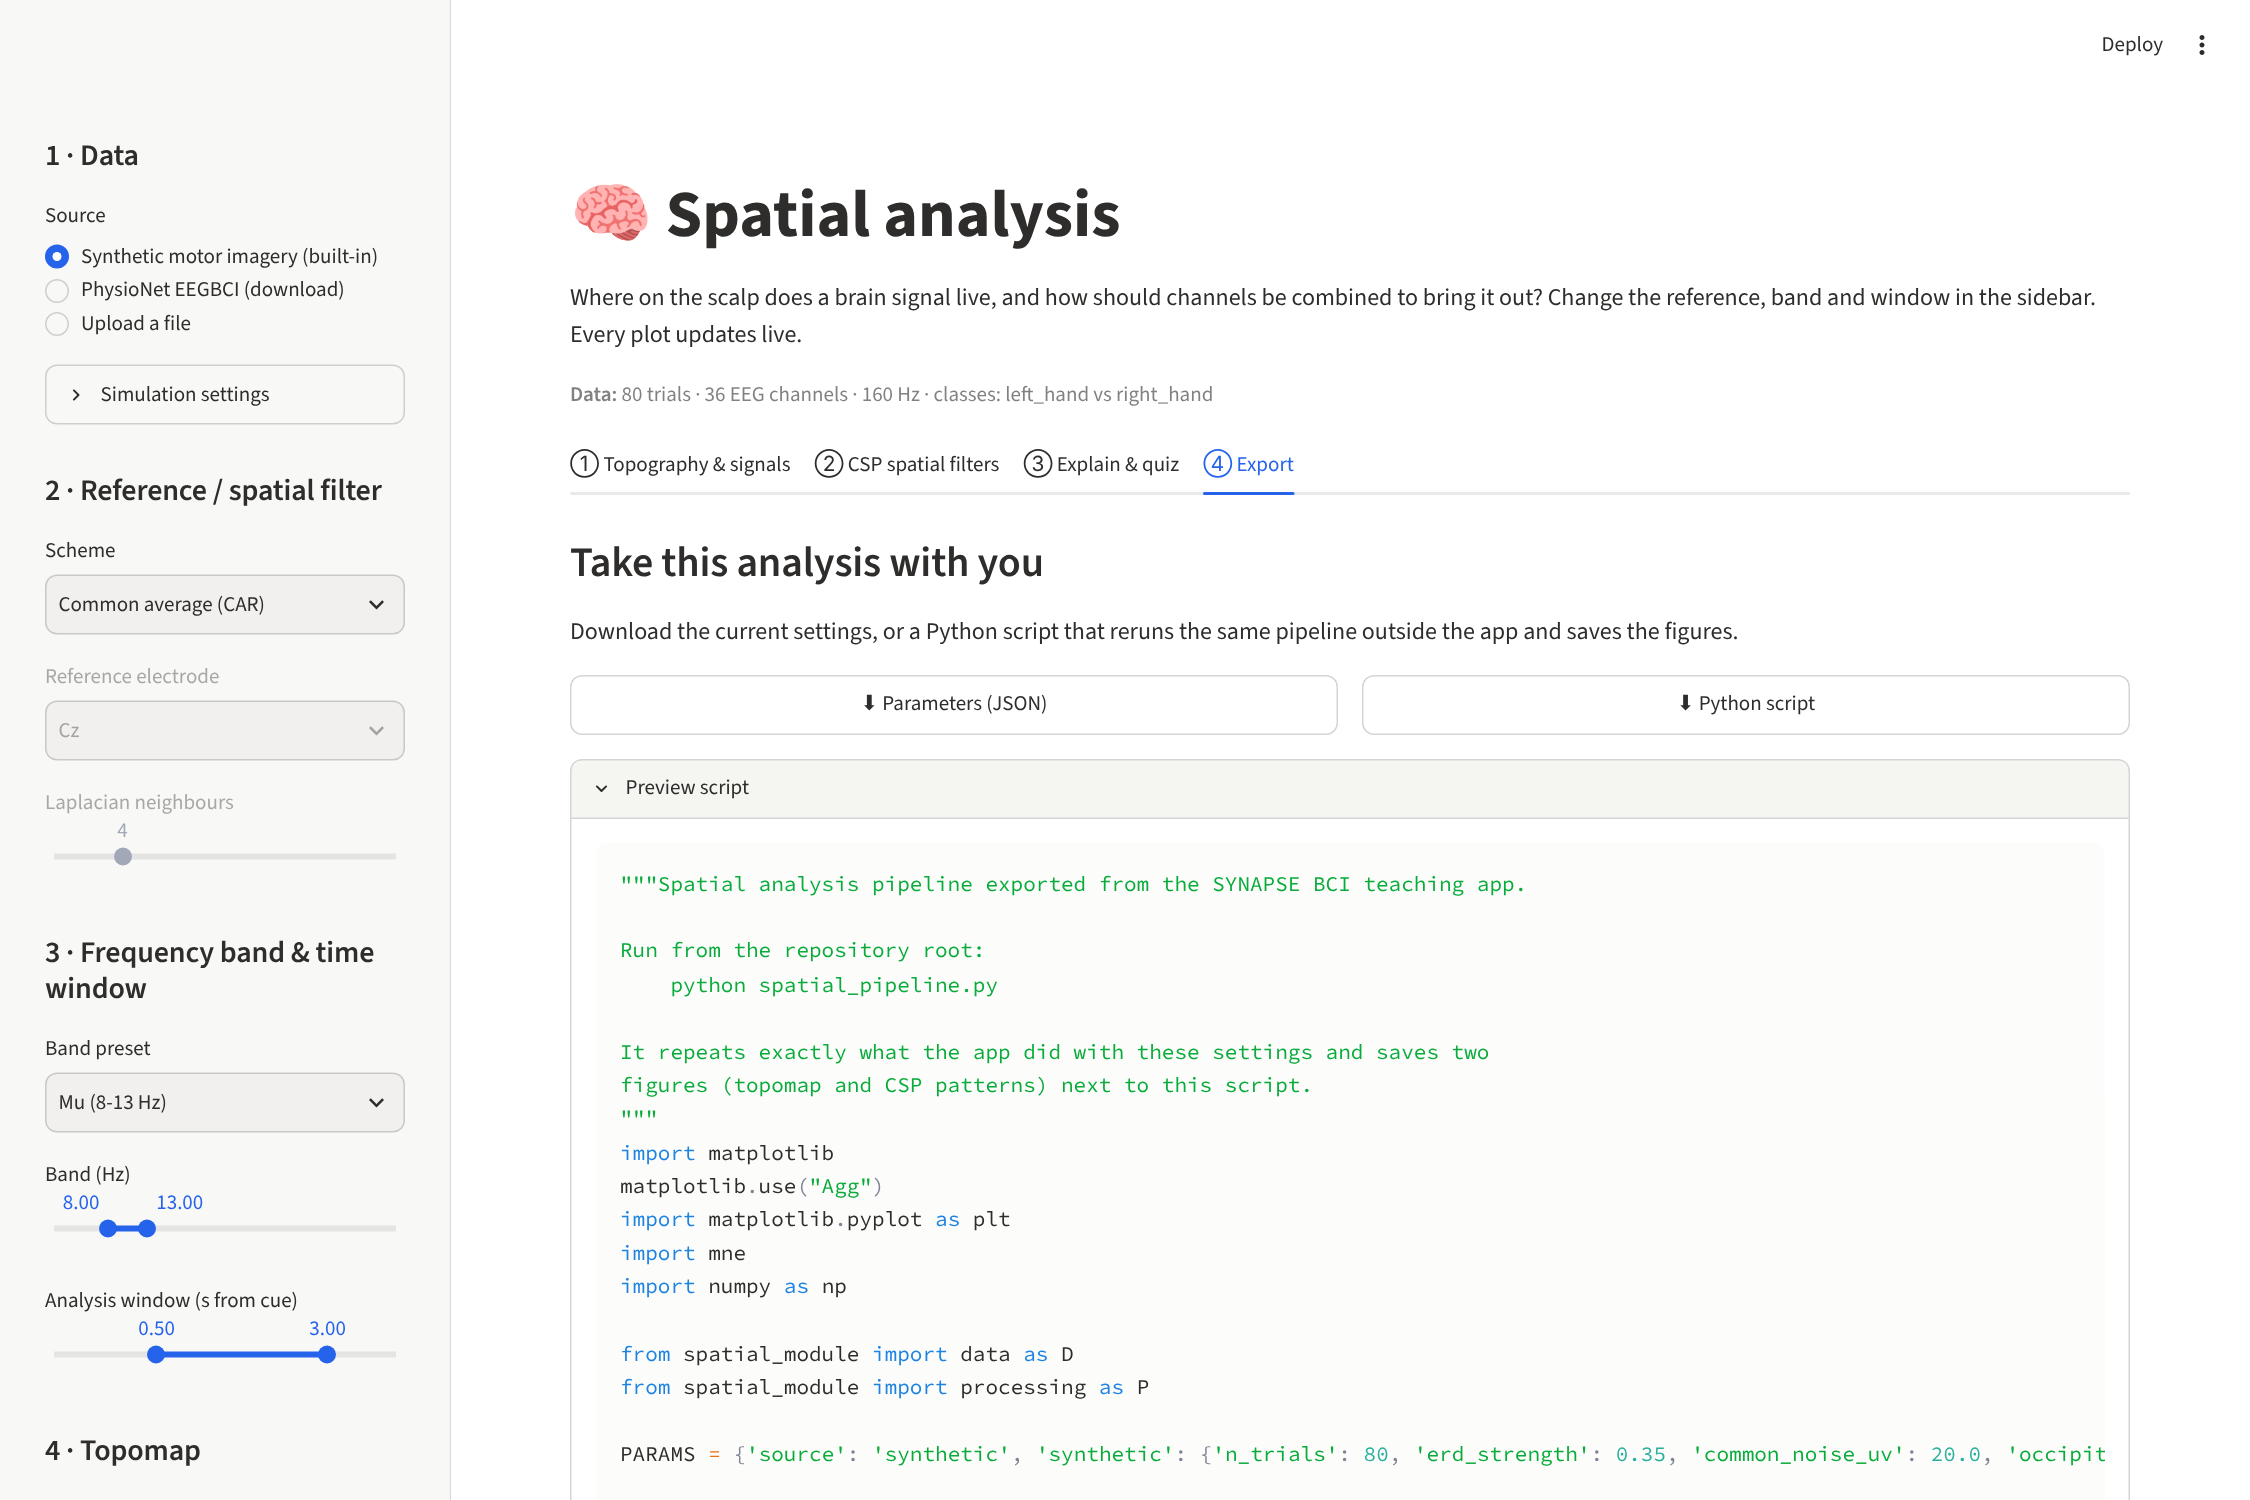 Deploy
1 · Data
Source
Synthetic motor imagery (built-in)
PhysioNet EEGBCI (download)
Upload a file
Simulation settings
2 · Reference / spatial filter
Scheme
Common average (CAR)
Reference electrode
Cz
Laplacian neighbours
4
3 · Frequency band & time
window
Band preset
Mu (8-13 Hz)
Band (Hz)
8.00 13.00
Analysis window (s from cue)
0.50 3.00
4 · Topomap
Spatial analysis
Where on the scalp does a brain signal live, and how should channels be combined to bring it out? Change the reference, band and window in the sidebar.
Every plot updates live.
Data: 80 trials · 36 EEG channels · 160 Hz · classes: left_hand vs right_hand
① Topography & signals ② CSP spatial filters ③ Explain & quiz ④ Export
Take this analysis with you
Download the current settings, or a Python script that reruns the same pipeline outside the app and saves the figures.
⬇ Parameters (JSON) ⬇ Python script
Preview script
"""Spatial analysis pipeline exported from the SYNAPSE BCI teaching app.
Run from the repository root:
    python spatial_pipeline.py
It repeats exactly what the app did with these settings and saves two
figures (topomap and CSP patterns) next to this script.
"""
import matplotlib
matplotlib.use("Agg")
import matplotlib.pyplot as plt
import mne
import numpy as np
from spatial_module import data as D
from spatial_module import processing as P
PARAMS = {'source': 'synthetic', 'synthetic': {'n_trials': 80, 'erd_strength': 0.35, 'common_noise_uv': 20.0, 'occipit